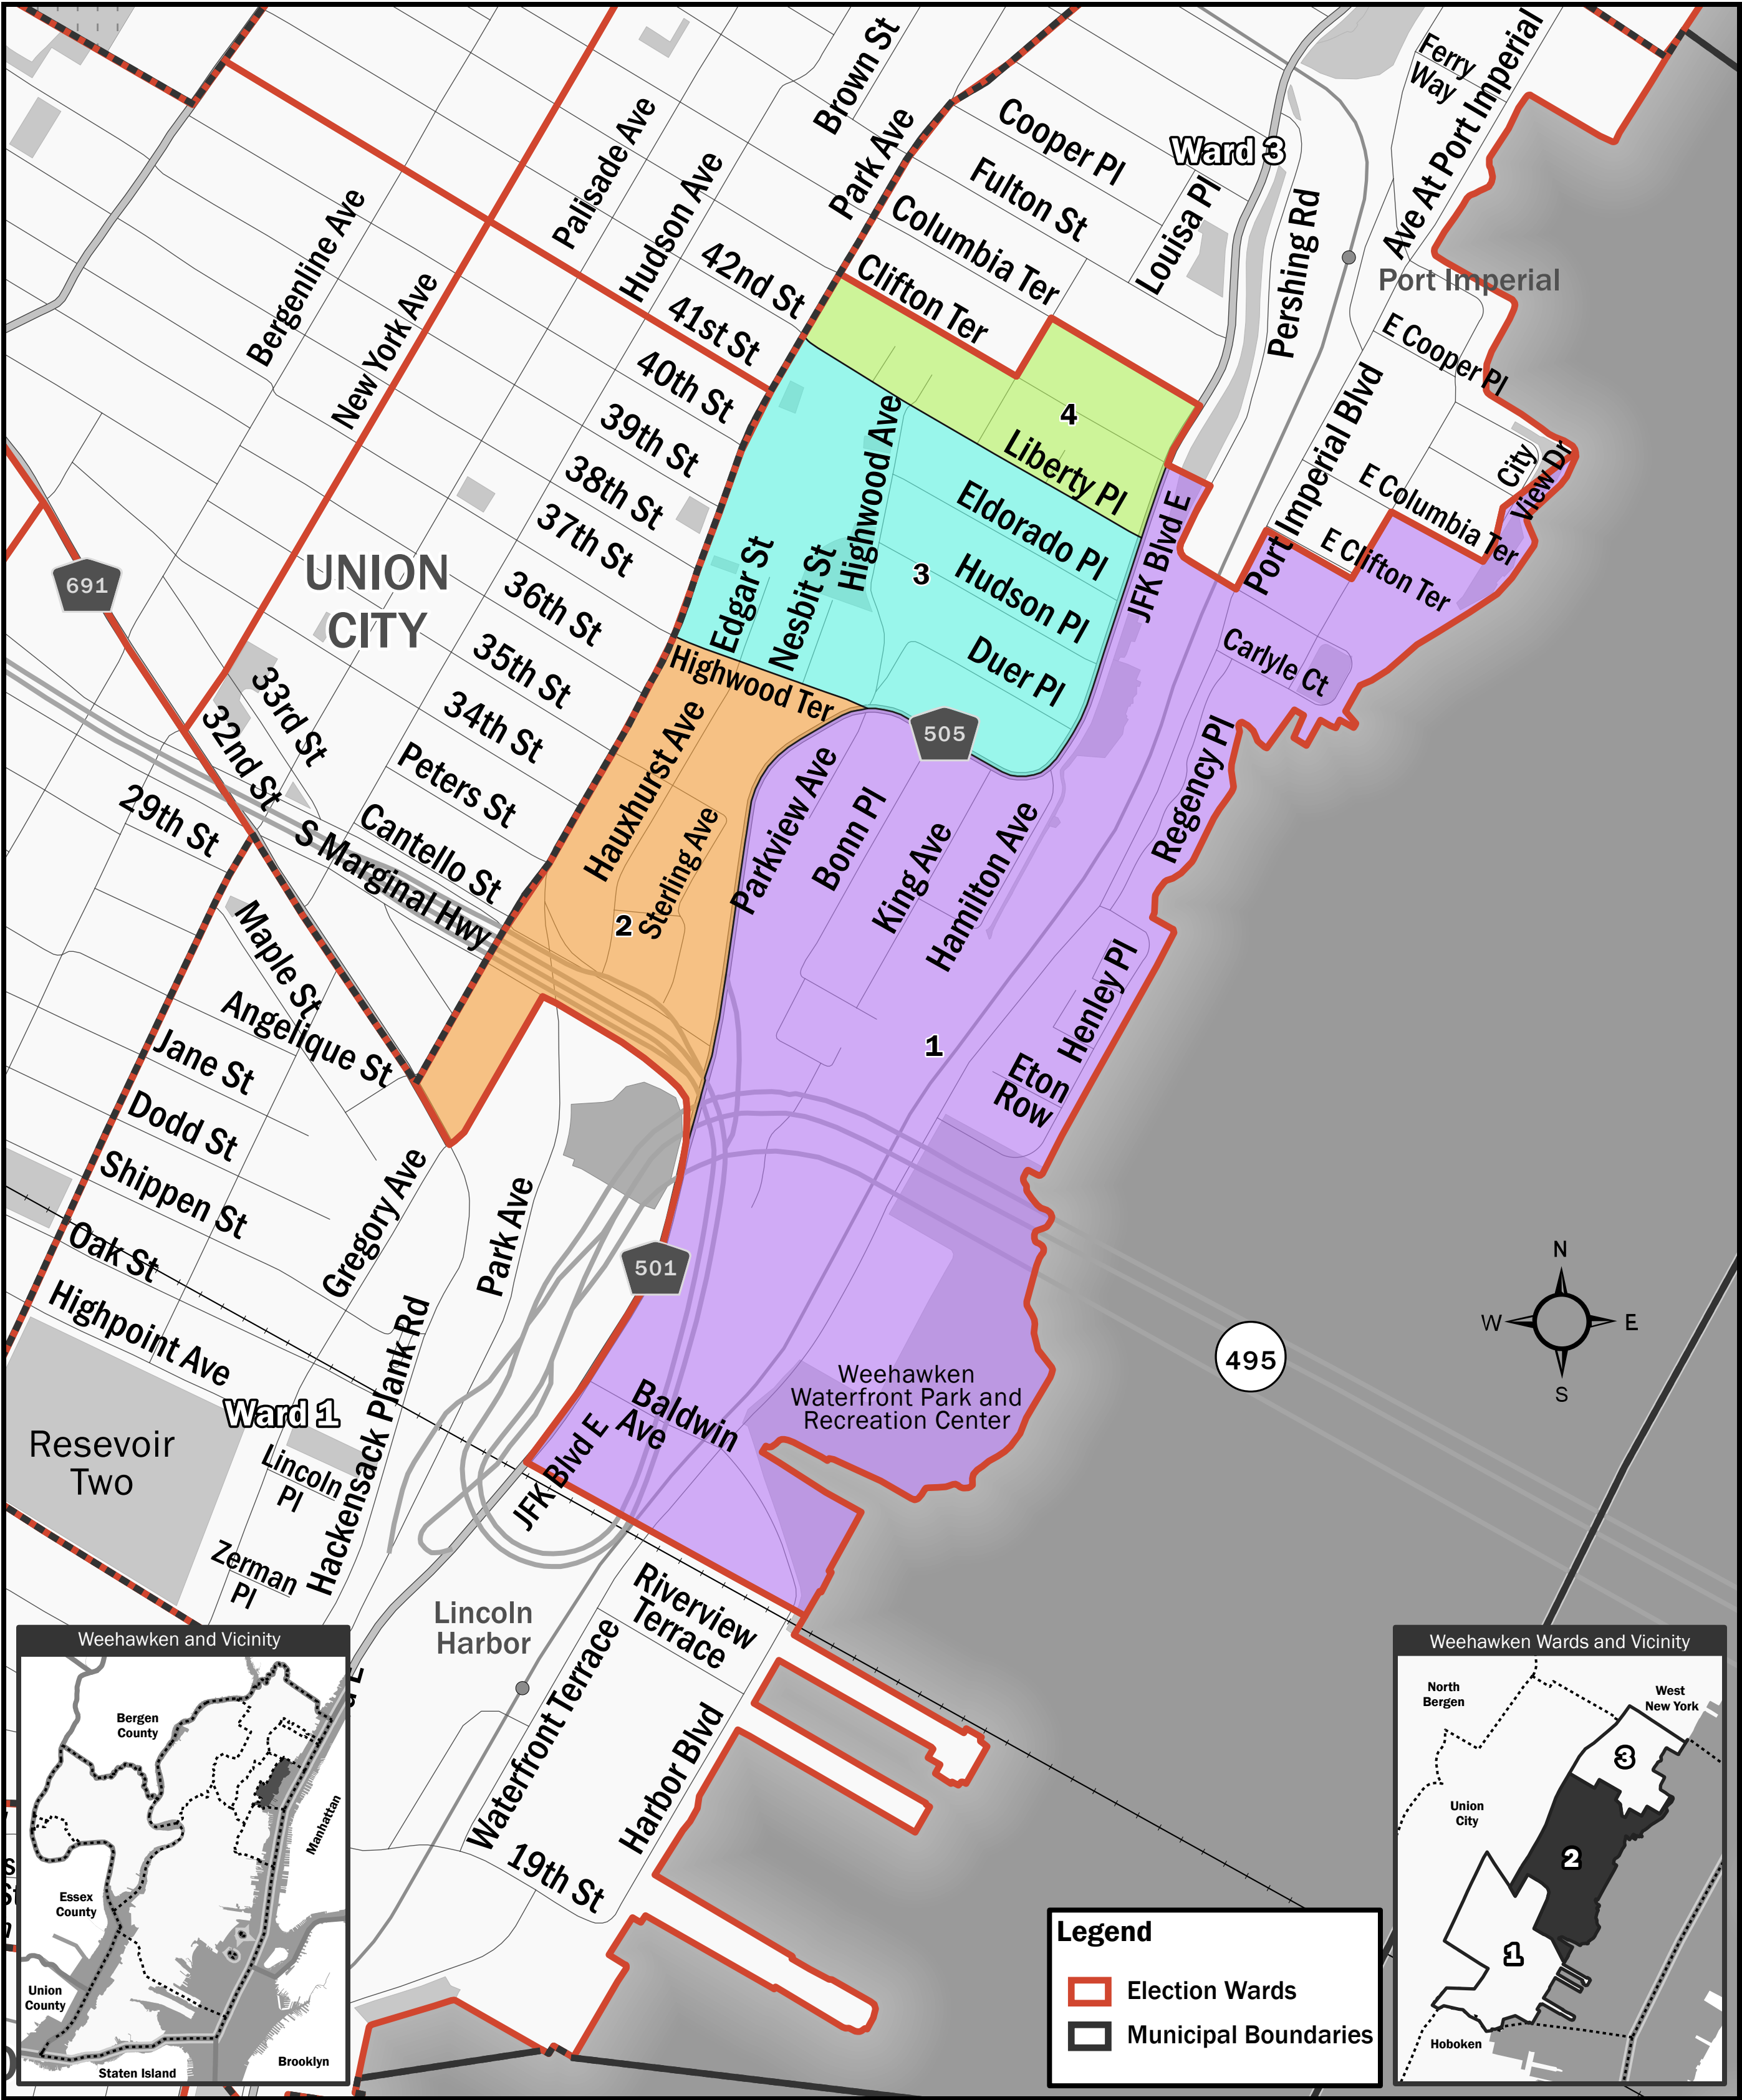 Brown St
Ferry
Way
Ave At Port Imperial
Palisade Ave
Park Ave
Cooper Pl
Ward 3
Hudson Ave
Fulton St
Louisa Pl
Bergenline Ave
Columbia Ter
Pershing Rd
42nd St
Clifton Ter
Port Imperial
New York Ave
41st St
E Cooper Pl
40th St
Port Imperial Blvd
39th St
Highwood Ave
4
Liberty Pl
City
View Dr
38th St
Eldorado Pl
JFK Blvd E
E Columbia Ter
37th St
E Clifton Ter
691
UNION
CITY
Edgar St
Nesbit St
3
Hudson Pl
36th St
Duer Pl
Carlyle Ct
35th St
Highwood Ter
33rd St
34th St
505
32nd St
Hauxhurst Ave
Parkview Ave
Regency Pl
Peters St
29th St
Cantello St
Sterling Ave
Bonn Pl
King Ave
Hamilton Ave
S Marginal Hwy
2
Maple St
Henley Pl
Angelique St
1
Jane St
Eton
Row
Dodd St
Shippen St
Gregory Ave
Park Ave
Oak St
501
N
W
E
S
Highpoint Ave
Hackensack Plank Rd
495
Weehawken
Waterfront Park and
Recreation Center
Ward 1
Baldwin
Ave
JFK Blvd E
Resevoir
Two
Lincoln
Pl
Zerman
Pl
Lincoln
Harbor
Riverview
Terrace
Waterfront Terrace
Harbor Blvd
19th St
Weehawken and Vicinity
Bergen
County
Manhattan
Essex
County
Union
County
Staten Island
Brooklyn
Legend
Election Wards
Municipal Boundaries
Weehawken Wards and Vicinity
North
Bergen
West
New York
3
Union
City
2
1
Hoboken